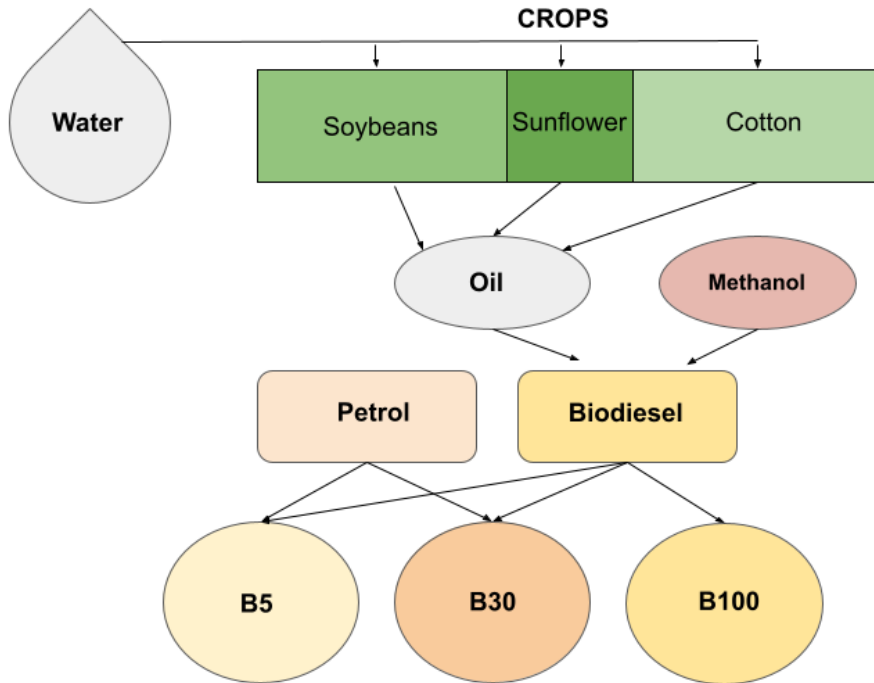 CROPS
Water
Soybeans
Sunflower
Cotton
Oil
Methanol
Petrol
Biodiesel
B5
B30
B100